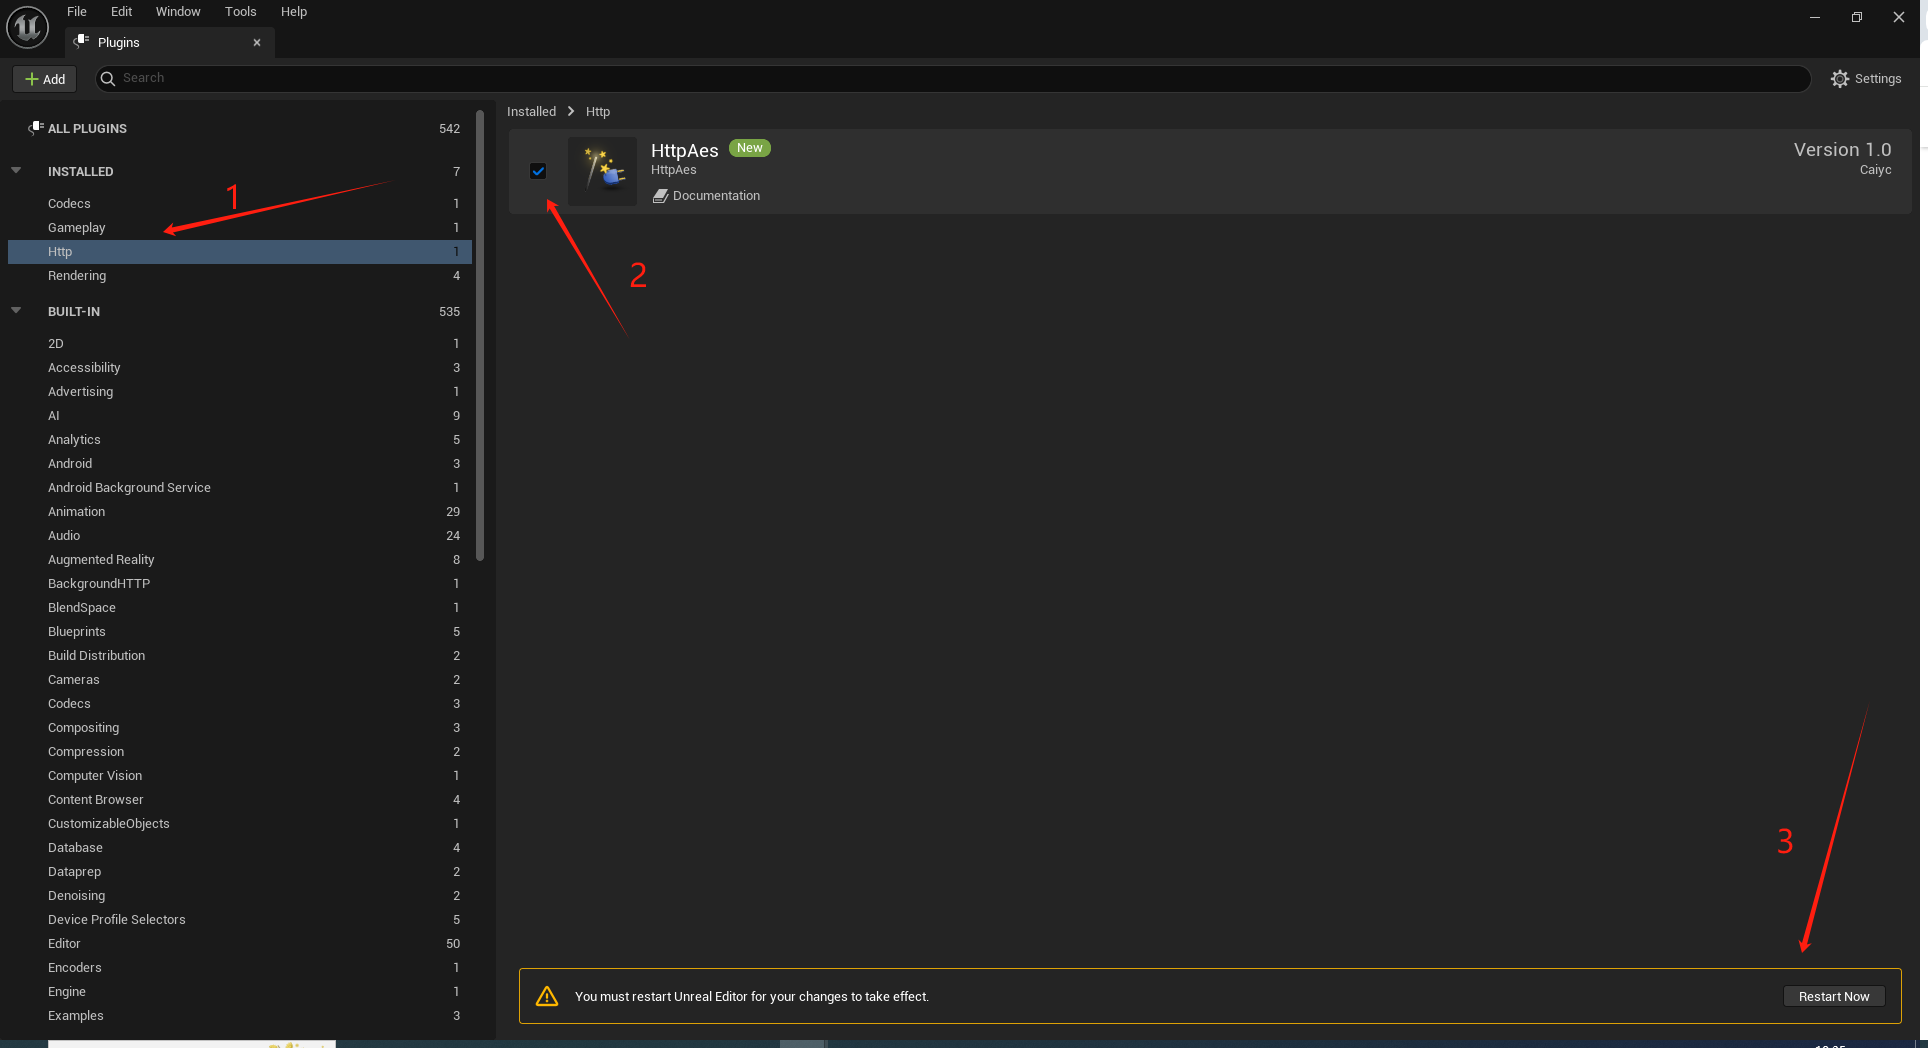 File Edit Window Tools Help
Plugins
Add Search Settings
ALL PLUGINS 542
INSTALLED 7
Codecs 1
Gameplay 1
Http 1
Rendering 4
BUILT-IN 535
2D 1
Accessibility 3
Advertising 1
AI 9
Analytics 5
Android 3
Android Background Service 1
Animation 29
Audio 24
Augmented Reality 8
BackgroundHTTP 1
BlendSpace 1
Blueprints 5
Build Distribution 2
Cameras 2
Codecs 3
Compositing 3
Compression 2
Computer Vision 1
Content Browser 4
CustomizableObjects 1
Database 4
Dataprep 2
Denoising 2
Device Profile Selectors 5
Editor 50
Encoders 1
Engine 1
Examples 3
1
Installed > Http
HttpAes New Version 1.0
HttpAes Caiyc
Documentation
2
3
You must restart Unreal Editor for your changes to take effect. Restart Now